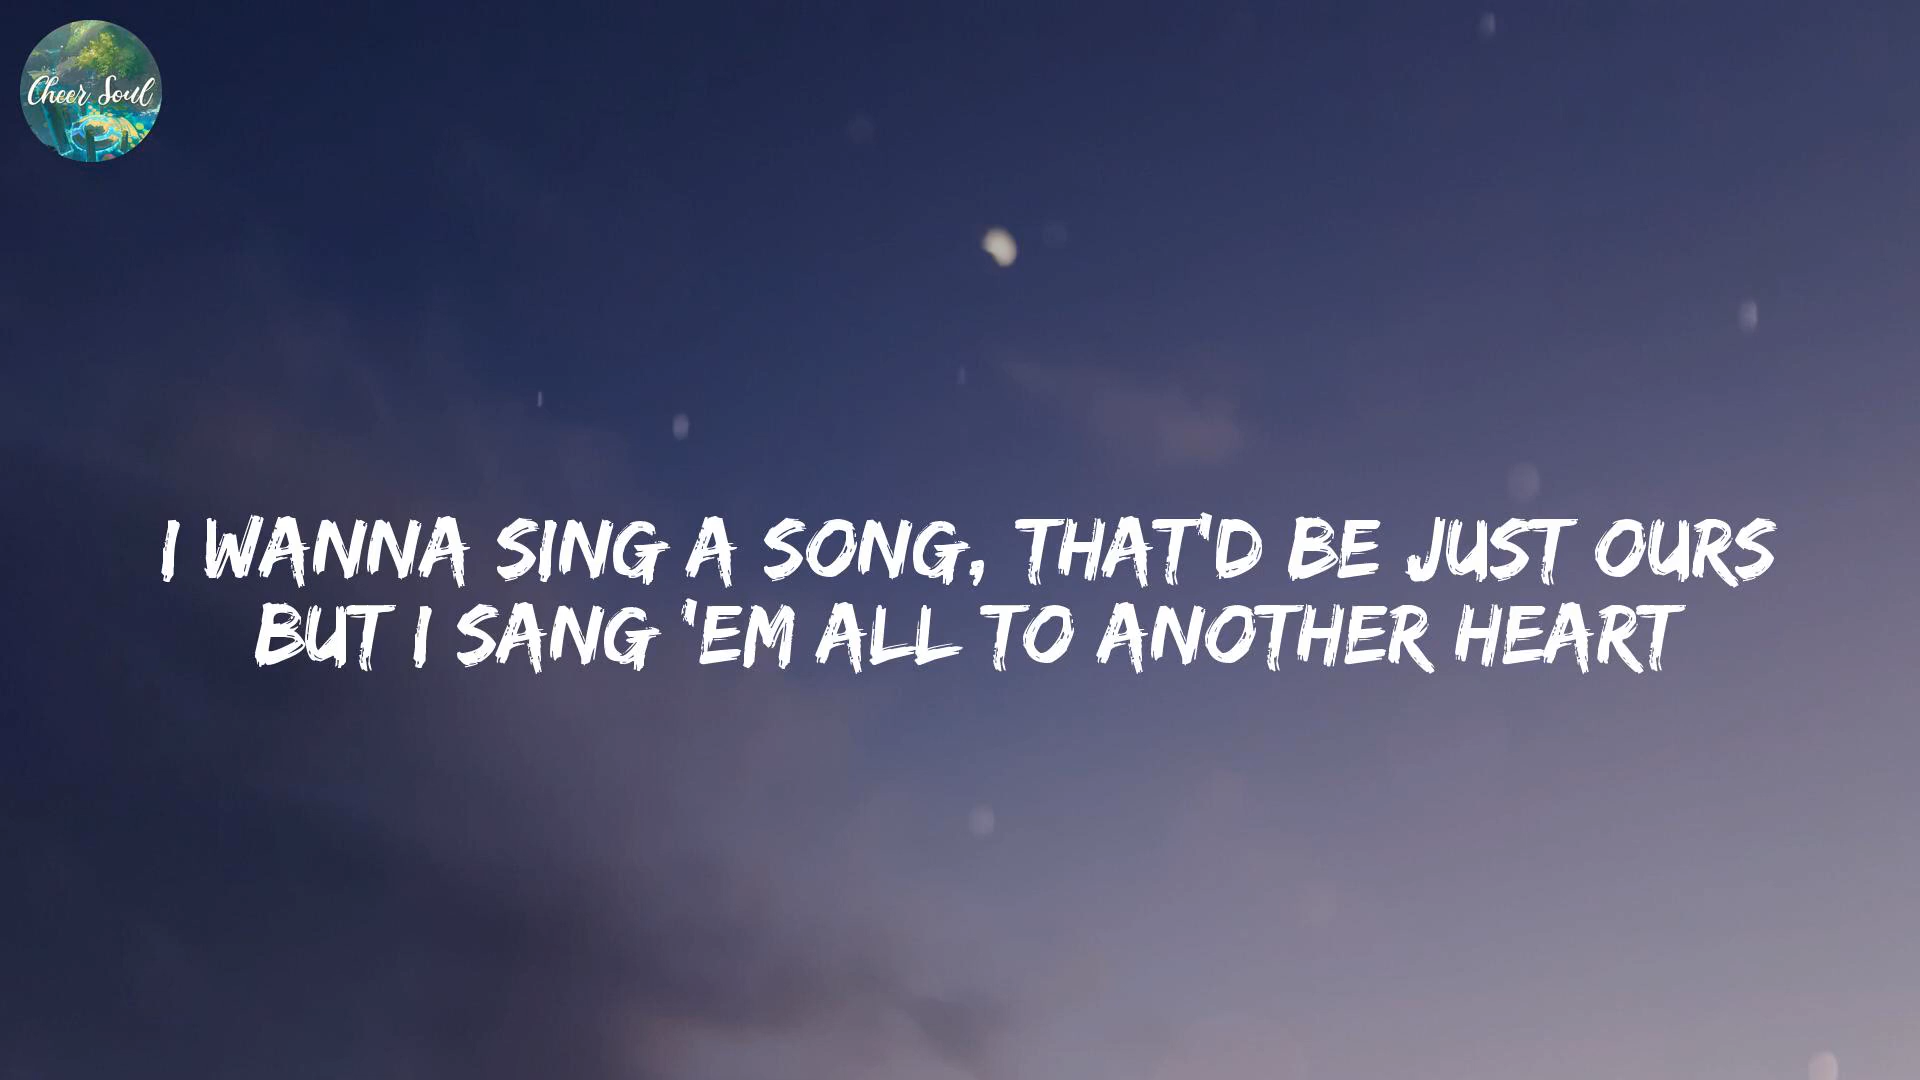 Cheer Soul
I WANNA SING A SONG, THAT'D BE JUST OURS
BUT I SANG 'EM ALL TO ANOTHER HEART